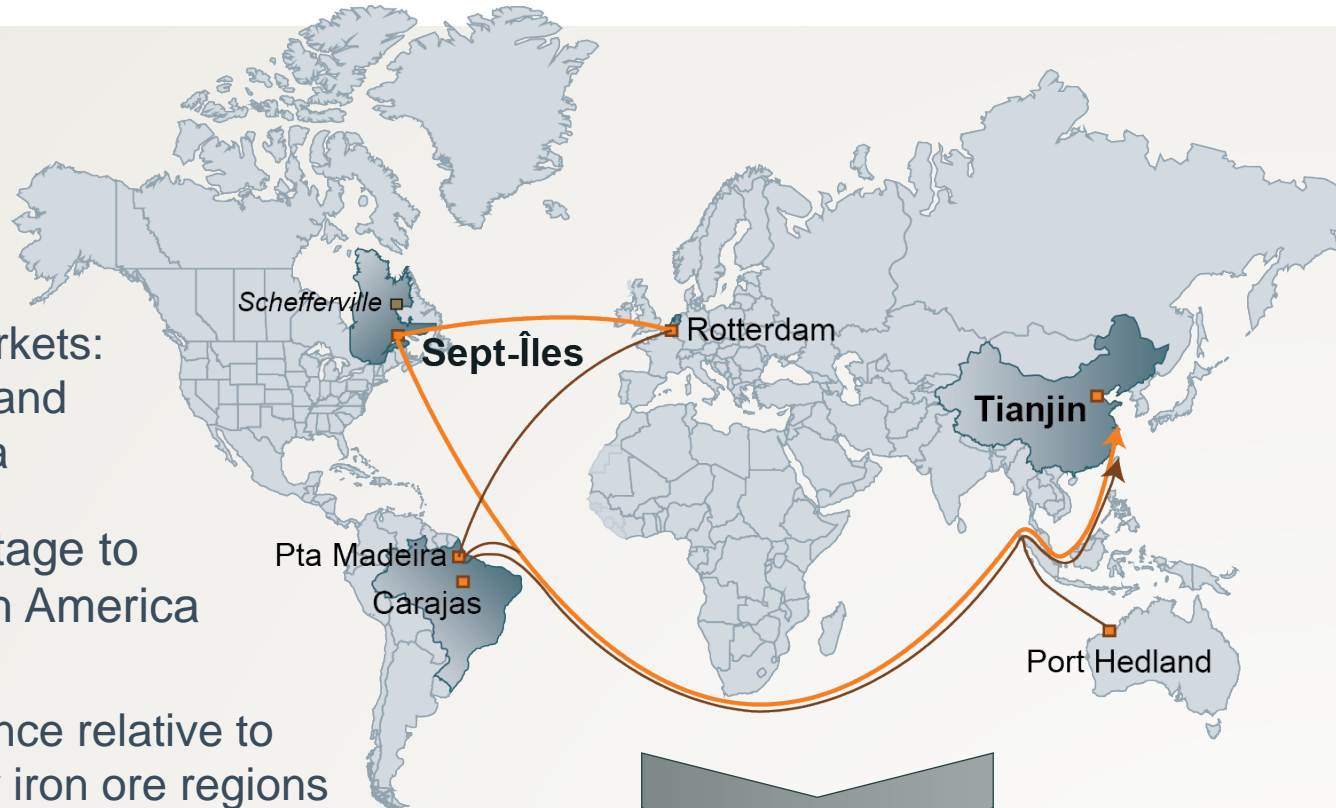 rkets:
and
a
tage to
n America
nce relative to
iron ore regions
Schefferville
Sept-Îles
Rotterdam
Tianjin
Pta Madeira
Carajas
Port Hedland